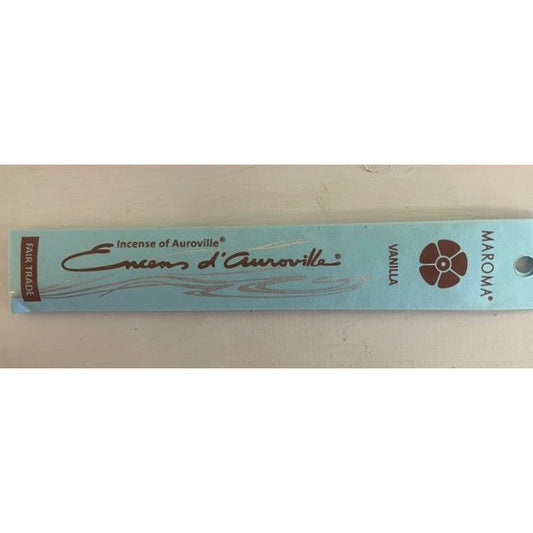 FAIR TRADE
Incense of Auroville®
Encens d'Auroville®
VANILLA
MAROMA®